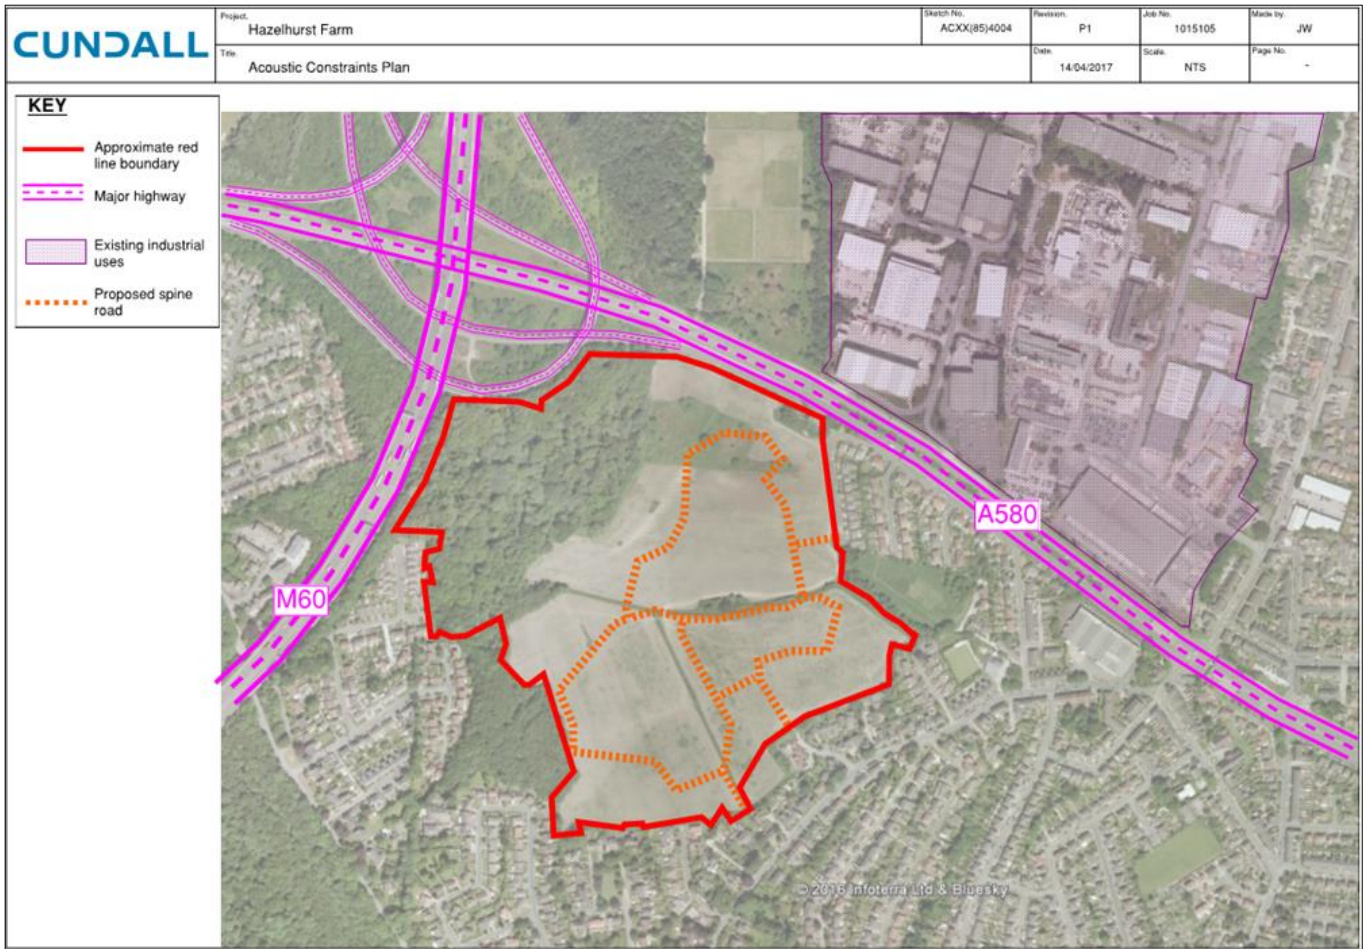 CUNDALL
Project.
Hazelhurst Farm
Sketch No.
ACXX(85)4004
Revision.
P1
Job No.
1015105
Made by.
JW
Title.
Acoustic Constraints Plan
Date.
14/04/2017
Scale.
NTS
Page No.
-
KEY
Approximate red
line boundary
Major highway
Existing industrial
uses
Proposed spine
road
A580
M60
© 2016 Infoterra Ltd & Bluesky